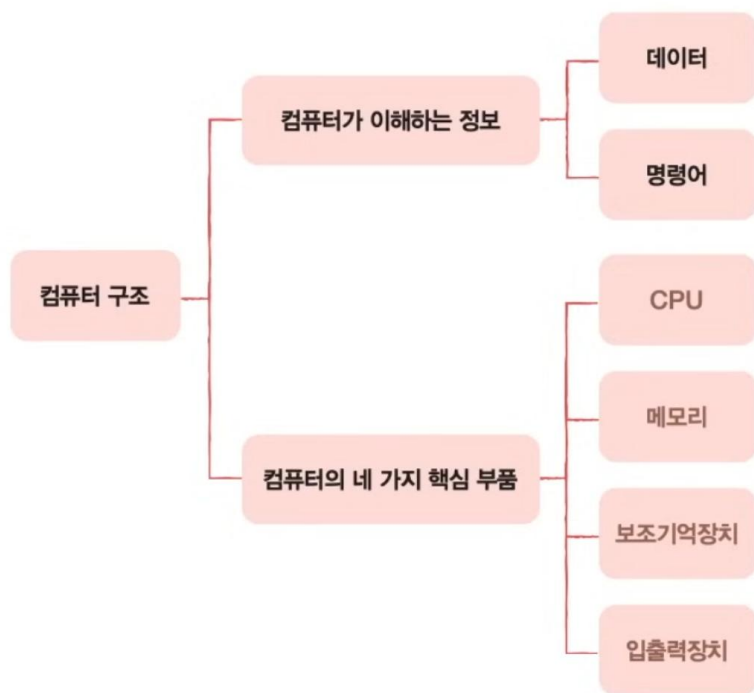 컴퓨터 구조
컴퓨터가 이해하는 정보
데이터
명령어
컴퓨터의 네 가지 핵심 부품
CPU
메모리
보조기억장치
입출력장치